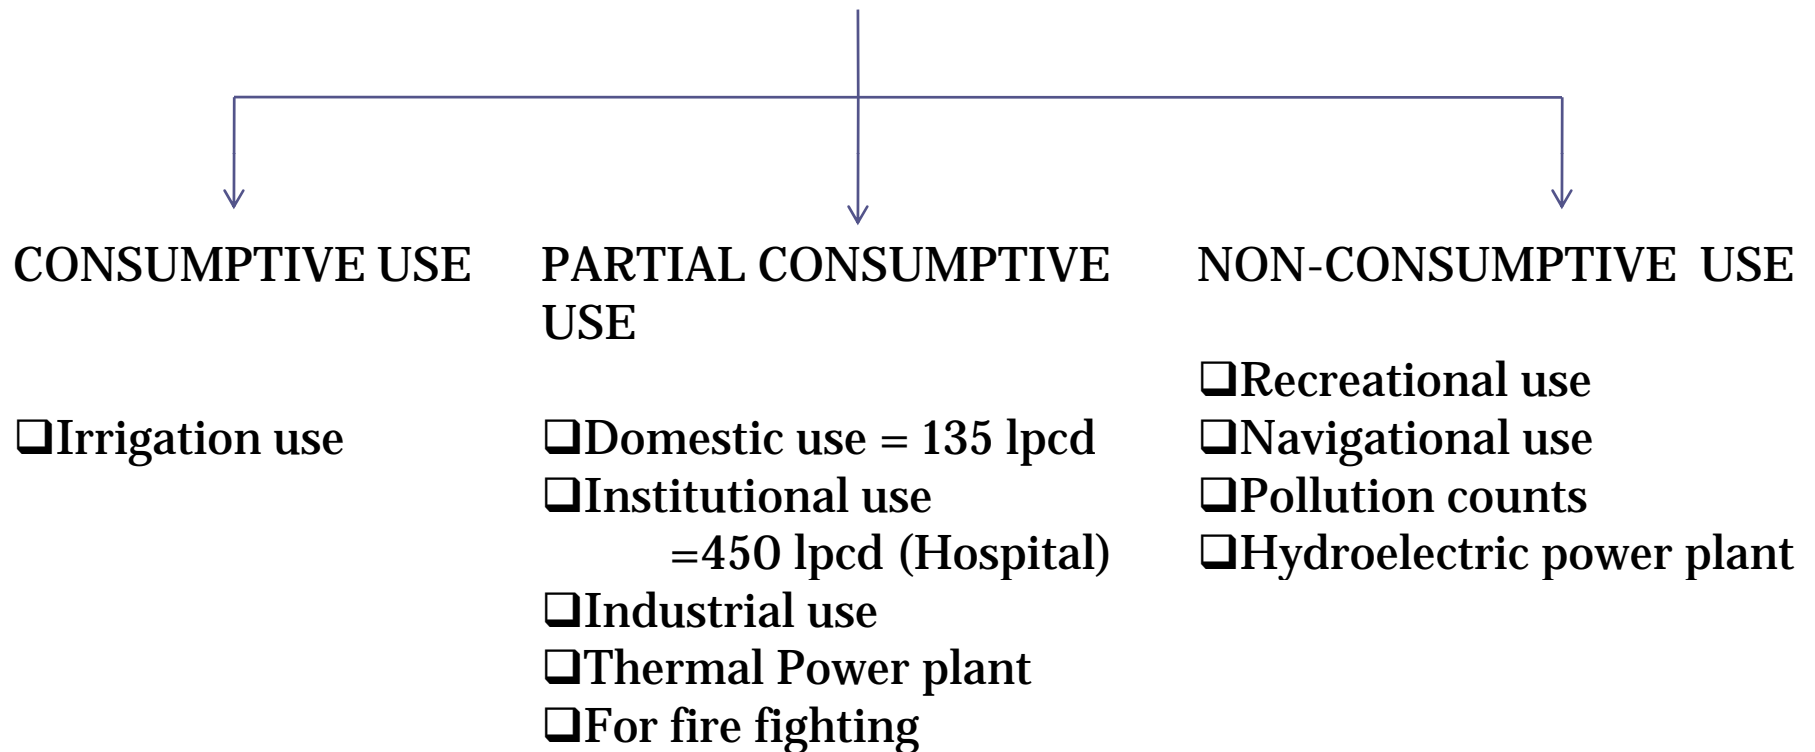 CONSUMPTIVE USE
❑Irrigation use
PARTIAL CONSUMPTIVE
USE
❑Domestic use = 135 lpcd
❑Institutional use
=450 lpcd (Hospital)
❑Industrial use
❑Thermal Power plant
❑For fire fighting
NON-CONSUMPTIVE USE
❑Recreational use
❑Navigational use
❑Pollution counts
❑Hydroelectric power plant